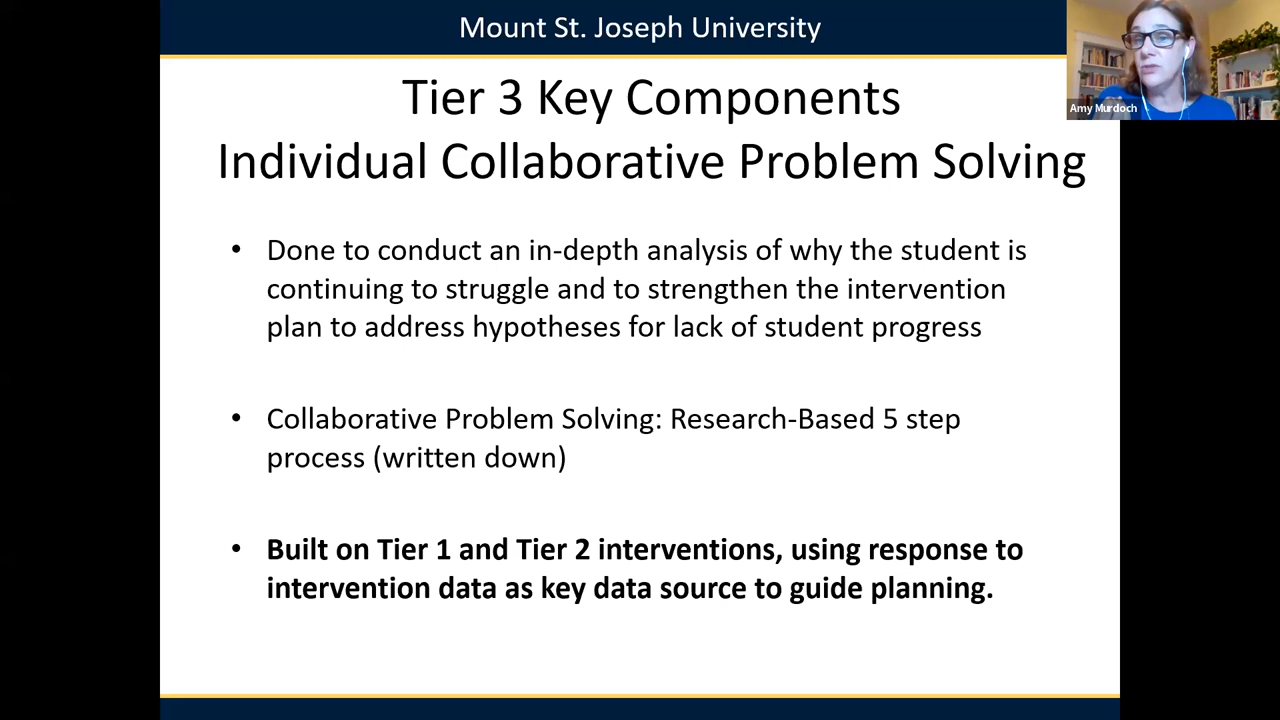 Mount St. Joseph University
Tier 3 Key Components
Individual Collaborative Problem Solving
• Done to conduct an in-depth analysis of why the student is
continuing to struggle and to strengthen the intervention
plan to address hypotheses for lack of student progress
• Collaborative Problem Solving: Research-Based 5 step
process (written down)
• Built on Tier 1 and Tier 2 interventions, using response to
intervention data as key data source to guide planning.
Amy Murdoch